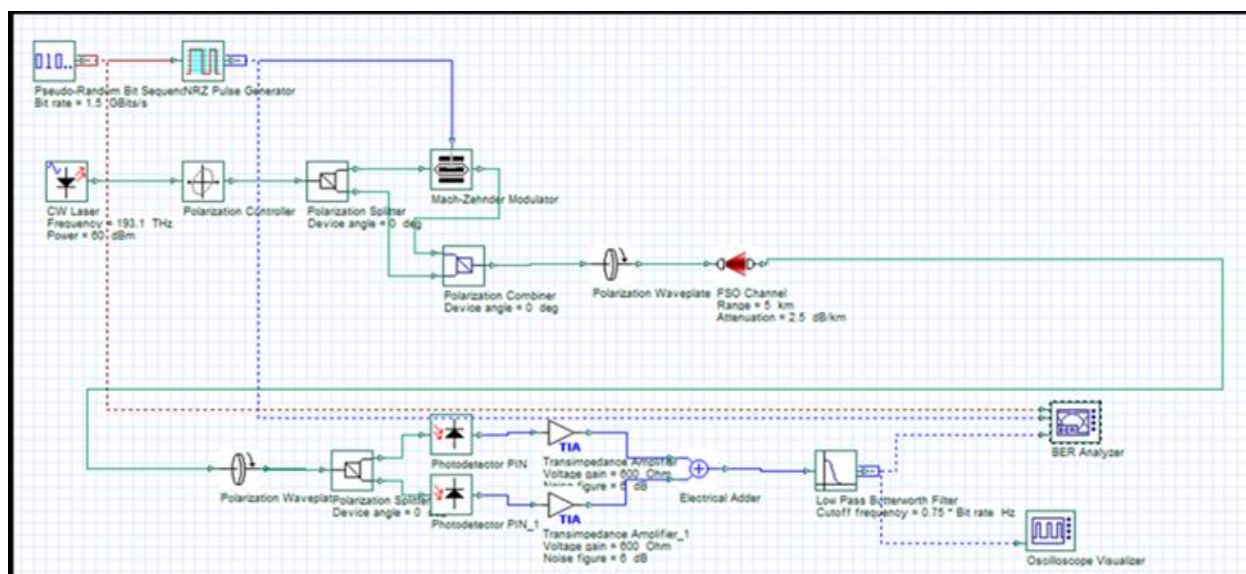 010..
Pseudo-Random Bit Sequenc NRZ Pulse Generator
Bit rate = 1.5 GBits/s
CW Laser
Frequency = 193.1 THz
Power = 60 dBm
Polarization Controller
Polarization Splitter
Device angle = 0 deg
Mach-Zehnder Modulator
Polarization Combiner
Device angle = 0 deg
Polarization Waveplate
FSO Channel
Range = 5 km
Attenuation = 2.5 dB/km
BER
BER Analyzer
Polarization Waveplat
Polarization Splitter
Device angle = 0
Photodetector PIN
Photodetector PIN_1
TIA
Transimpedance Amplifier
Voltage gain = 600 Ohm
Noise figure = 6 dB
TIA
Transimpedance Amplifier_1
Voltage gain = 600 Ohm
Noise figure = 6 dB
Electrical Adder
Low Pass Butterworth Filter
Cutoff frequency = 0.75 * Bit rate Hz
Oscilloscope Visualizer